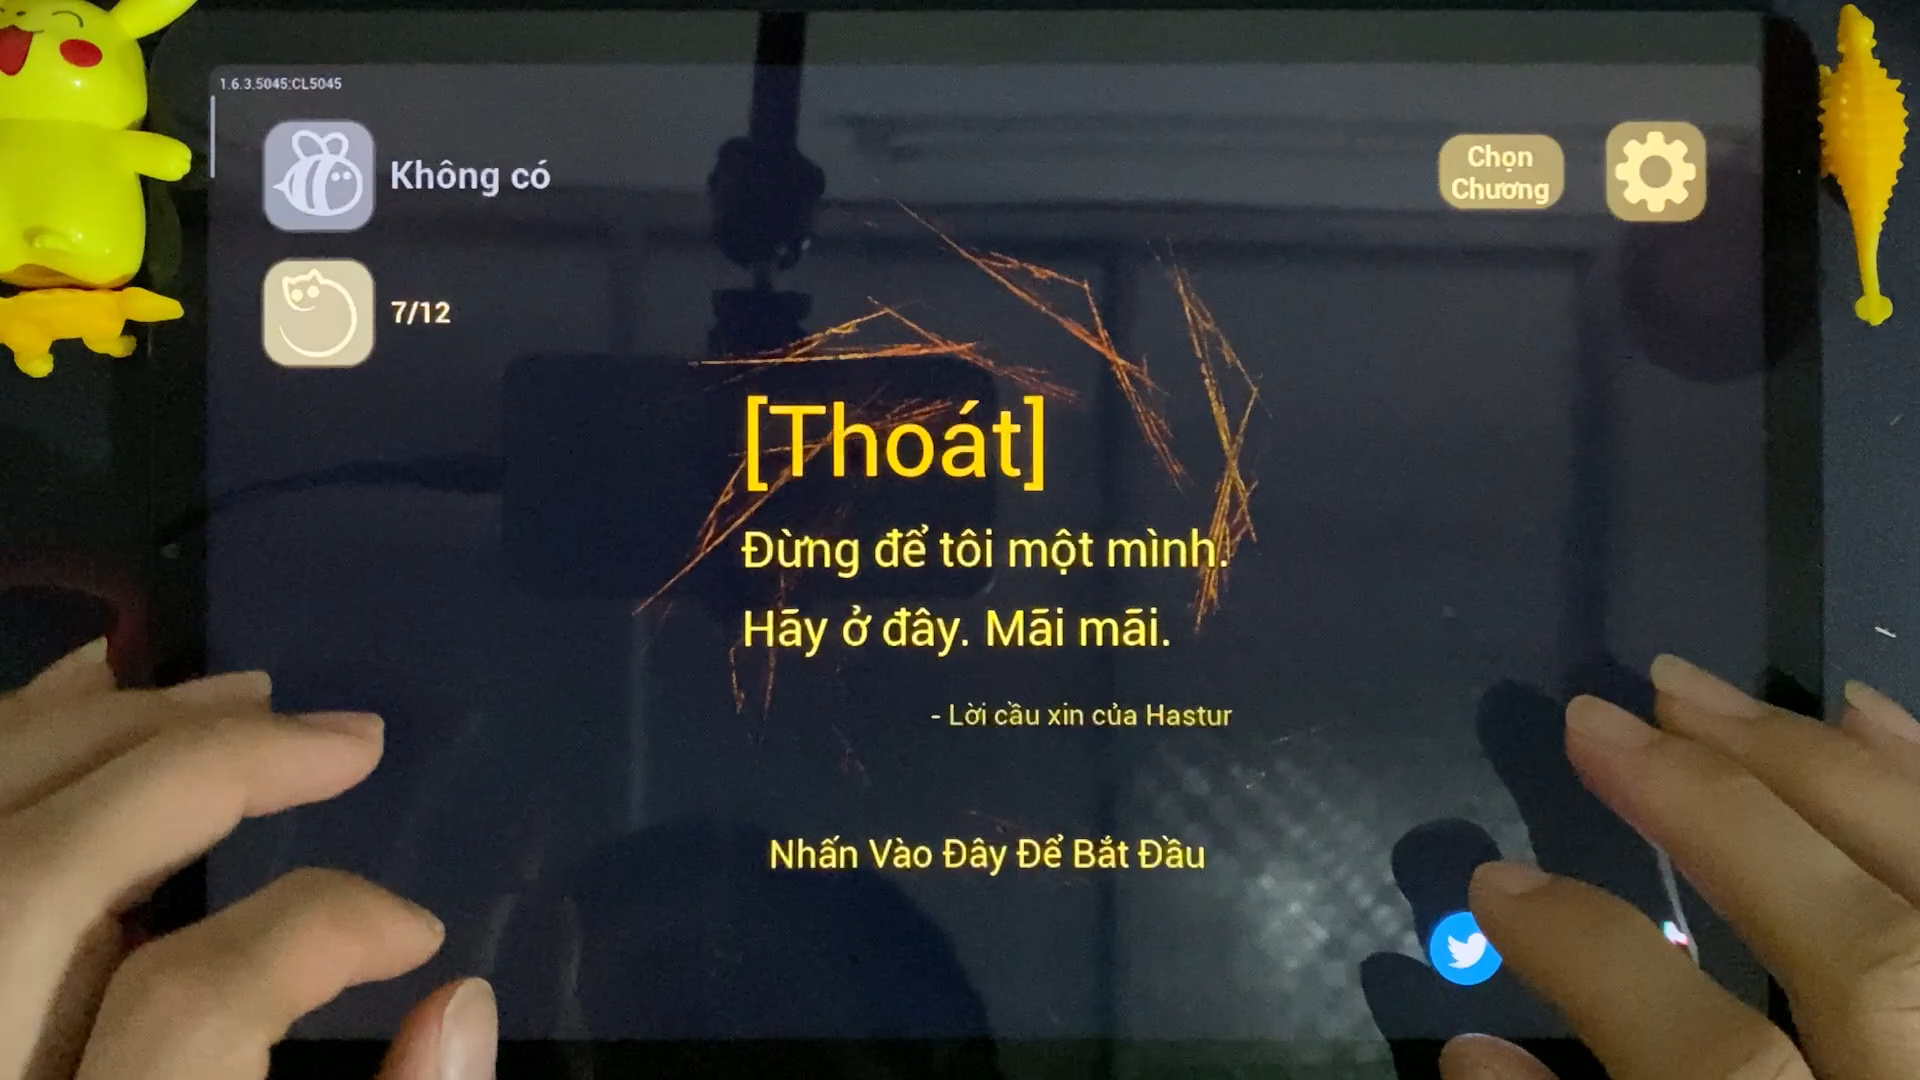 1.6.3.5045:CL5045
Không có
Chọn
Chương
7/12
[Thoát]
Đừng để tôi một mình.
Hãy ở đây. Mãi mãi.
- Lời cầu xin của Hastur
Nhấn Vào Đây Để Bắt Đầu